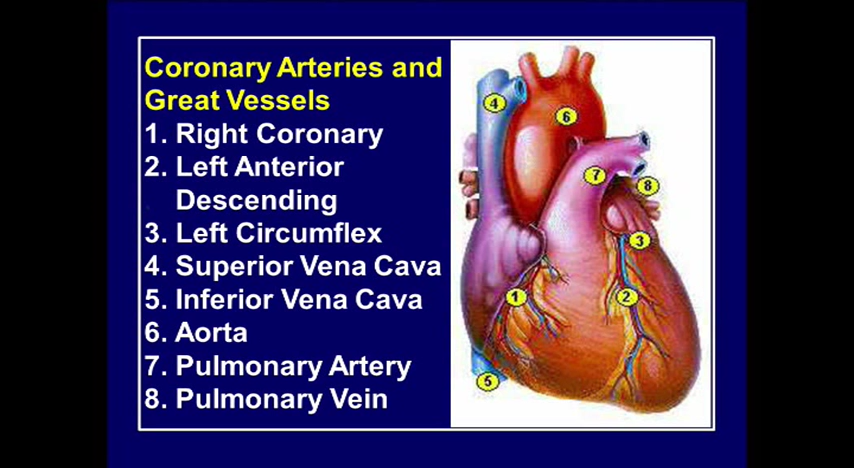 Coronary Arteries and
Great Vessels
1. Right Coronary
2. Left Anterior
Descending
3. Left Circumflex
4. Superior Vena Cava
5. Inferior Vena Cava
6. Aorta
7. Pulmonary Artery
8. Pulmonary Vein
4
6
7
8
3
1
2
5